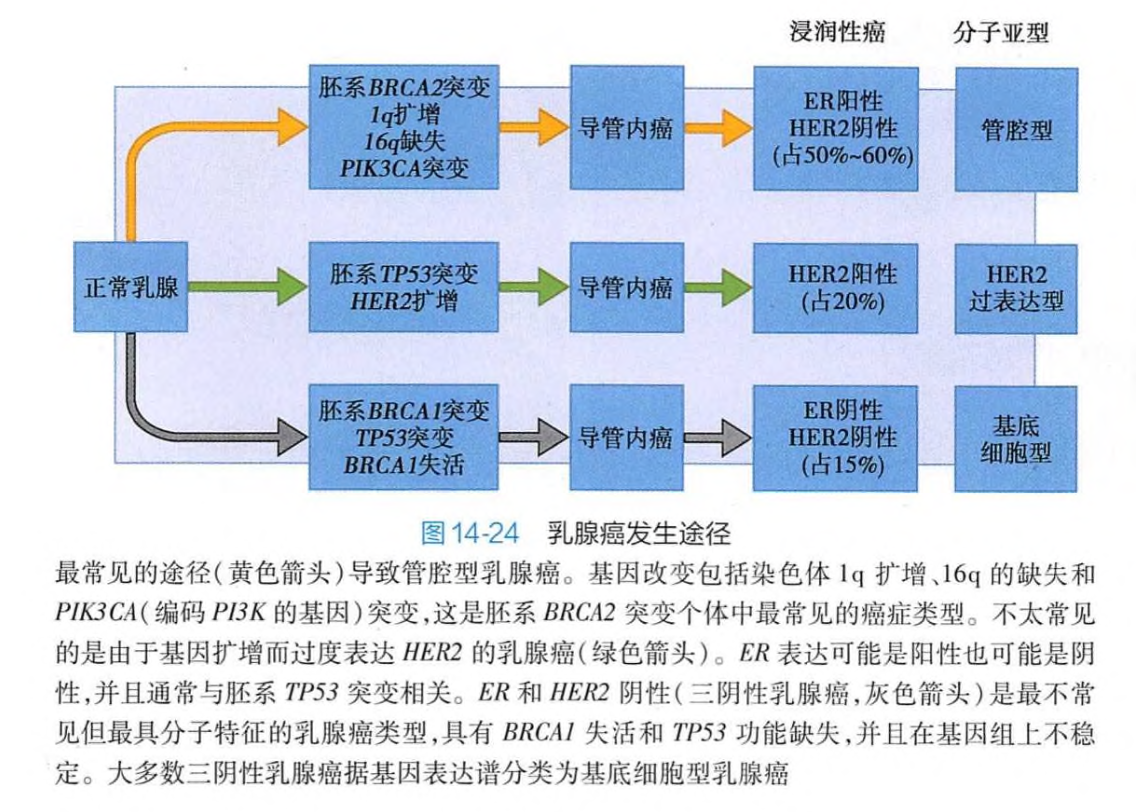 浸润性癌 分子亚型
胚系BRCA2突变
1q扩增
16q缺失
PIK3CA突变
导管内癌
ER阳性
HER2阴性
(占50%~60%)
管腔型
正常乳腺
胚系TP53突变
HER2扩增
导管内癌
HER2阳性
(占20%)
HER2
过表达型
胚系BRCA1突变
TP53突变
BRCA1失活
导管内癌
ER阴性
HER2阴性
(占15%)
基底
细胞型
图14-24 乳腺癌发生途径
最常见的途径(黄色箭头)导致管腔型乳腺癌。基因改变包括染色体1q扩增、16q的缺失和
PIK3CA(编码PI3K的基因)突变,这是胚系BRCA2突变个体中最常见的癌症类型。不太常见
的是由于基因扩增而过度表达HER2的乳腺癌(绿色箭头)。ER表达可能是阳性也可能是阴
性,并且通常与胚系TP53突变相关。ER和HER2阴性(三阴性乳腺癌,灰色箭头)是最不常
见但最具分子特征的乳腺癌类型,具有BRCA1失活和TP53功能缺失,并且在基因组上不稳
定。大多数三阴性乳腺癌据基因表达谱分类为基底细胞型乳腺癌